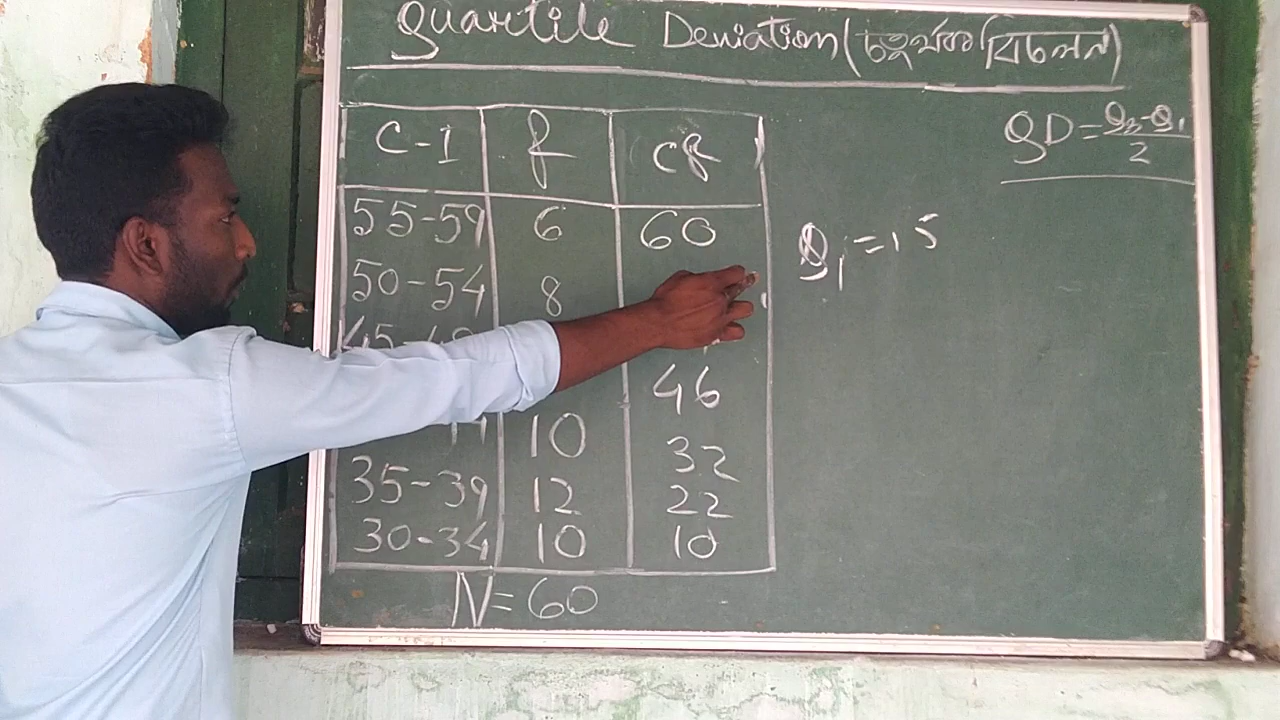 Quartile Deviation (চতুর্থক বিচলন)
QD = Q3-Q1 / 2
C-I f cf
55-59 6 60
Q1 = 15
50-54 8
46
10 32
35-39 12 22
30-34 10 10
N = 60